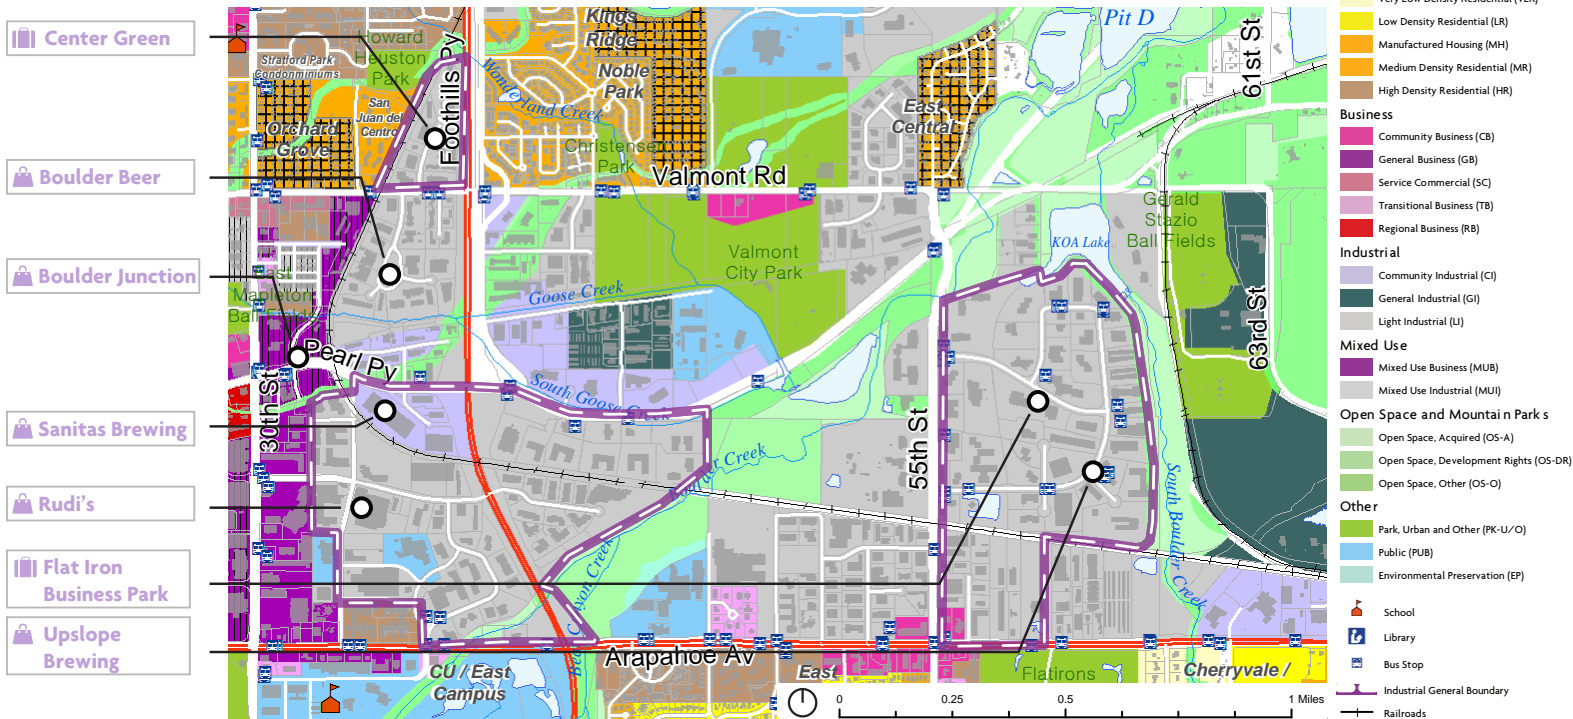 Center Green
Boulder Beer
Boulder Junction
Sanitas Brewing
Rudi's
Flat Iron
Business Park
Upslope
Brewing
Howard
Heuston
Park
Stratford Park
Condominiums
San
Juan del
Centro
Orchard
Grove
Foothills Py
Kings
Ridge
Noble
Park
Wonderland Creek
Christensen
Park
Valmont Rd
East
Central
Pit D
61st St
Gerald
Stazio
Ball Fields
KOA Lake
Valmont
City Park
Goose Creek
East
Mapleton
Ball Fields
Pearl Py
30th St
South Goose Creek
Boulder Creek
55th St
63rd St
South Boulder Creek
Arapahoe Av
CU / East
Campus
East
Flatirons
Cherryvale /
0
0.25
0.5
1 Miles
Very Low Density Residential (VLR)
Low Density Residential (LR)
Manufactured Housing (MH)
Medium Density Residential (MR)
High Density Residential (HR)
Business
Community Business (CB)
General Business (GB)
Service Commercial (SC)
Transitional Business (TB)
Regional Business (RB)
Industrial
Community Industrial (CI)
General Industrial (GI)
Light Industrial (LI)
Mixed Use
Mixed Use Business (MUB)
Mixed Use Industrial (MUI)
Open Space and Mountain Parks
Open Space, Acquired (OS-A)
Open Space, Development Rights (OS-DR)
Open Space, Other (OS-O)
Other
Park, Urban and Other (PK-U/O)
Public (PUB)
Environmental Preservation (EP)
School
Library
Bus Stop
Industrial General Boundary
Railroads